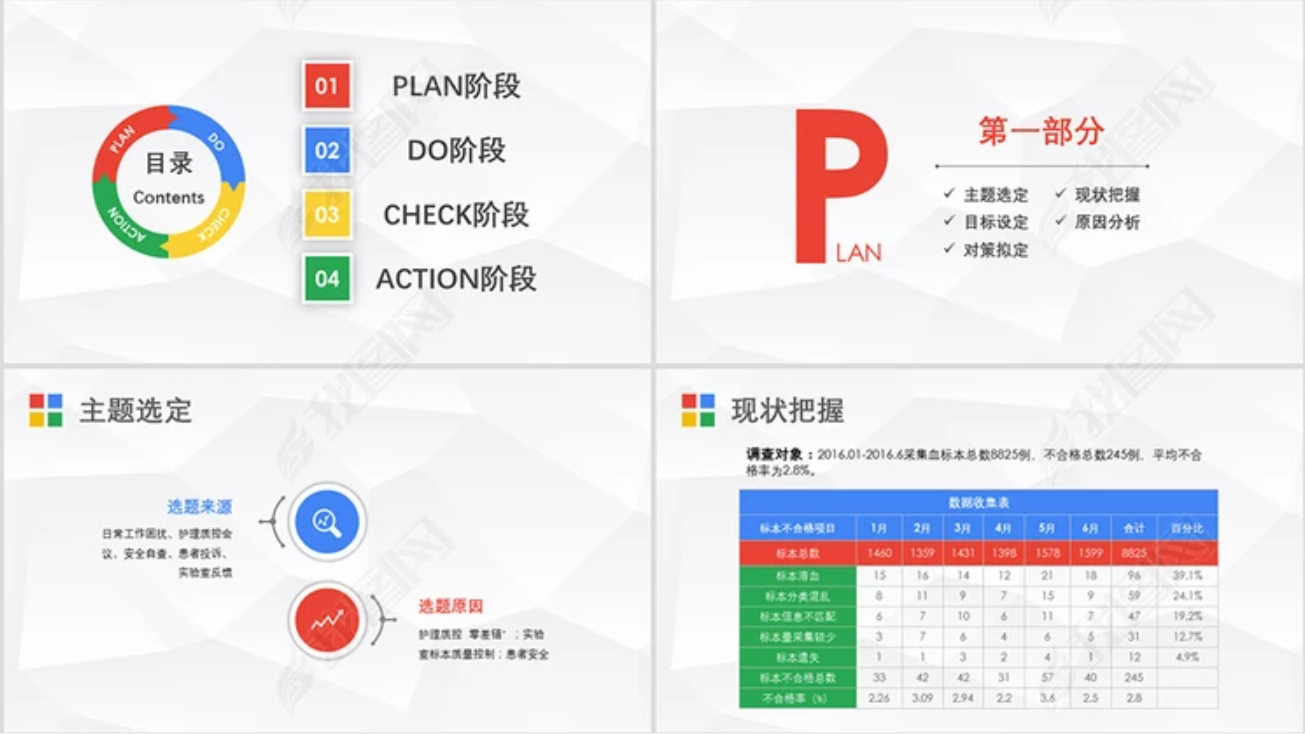 PLAN
DO
CHECK
ACTION
目录
Contents
01 PLAN阶段
02 DO阶段
03 CHECK阶段
04 ACTION阶段
PLAN
第一部分
✓ 主题选定 ✓ 现状把握
✓ 目标设定 ✓ 原因分析
✓ 对策拟定
主题选定
选题来源
日常工作困扰、护理质控会
议、安全自查、患者投诉、
实验室反馈
选题原因
护理质控“零差错”；实验
室标本质量控制；患者安全
现状把握
调查对象：2016.01-2016.6采集血标本总数8825例，不合格总数245例，平均不合
格率为2.8%。
数据收集表
标本不合格项目 1月 2月 3月 4月 5月 6月 合计 百分比
标本总数 1460 1359 1431 1398 1578 1599 8825
标本溶血 15 16 14 12 21 18 96 39.1%
标本分类混乱 8 11 9 7 15 9 59 24.1%
标本信息不匹配 6 7 10 6 11 7 47 19.2%
标本量采集较少 3 7 6 4 6 5 31 12.7%
标本遗失 1 1 3 2 4 1 12 4.9%
标本不合格总数 33 42 42 31 57 40 245
不合格率（%） 2.26 3.09 2.94 2.2 3.6 2.5 2.8
我图网